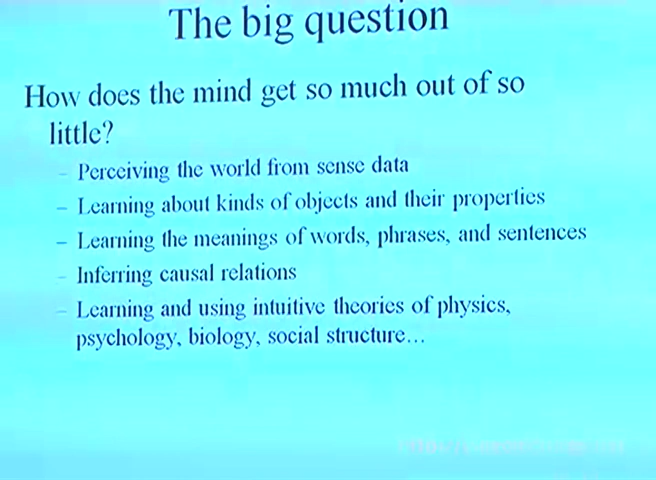 The big question
How does the mind get so much out of so
little?
– Perceiving the world from sense data
– Learning about kinds of objects and their properties
– Learning the meanings of words, phrases, and sentences
– Inferring causal relations
– Learning and using intuitive theories of physics,
psychology, biology, social structure…